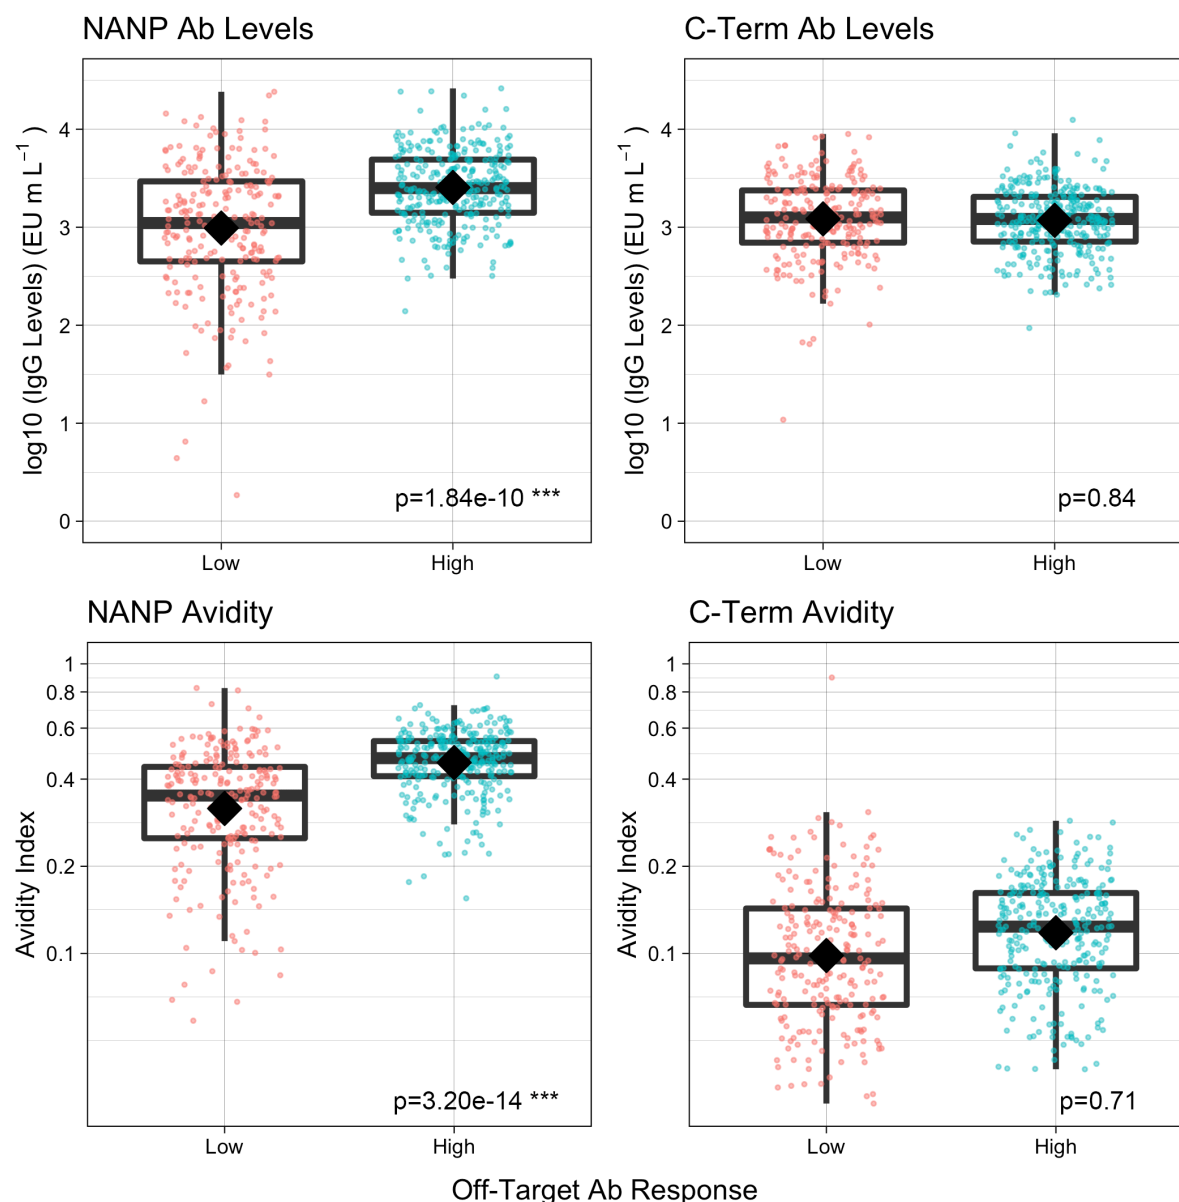 NANP Ab Levels
C-Term Ab Levels
log10 (IgG Levels) (EU m L⁻¹ )
4
3
2
1
0
p=1.84e-10 ***
Low
High
log10 (IgG Levels) (EU m L⁻¹ )
4
3
2
1
0
p=0.84
Low
High
NANP Avidity
C-Term Avidity
Avidity Index
1
0.8
0.6
0.4
0.2
0.1
p=3.20e-14 ***
Low
High
Avidity Index
1
0.8
0.6
0.4
0.2
0.1
p=0.71
Low
High
Off-Target Ab Response